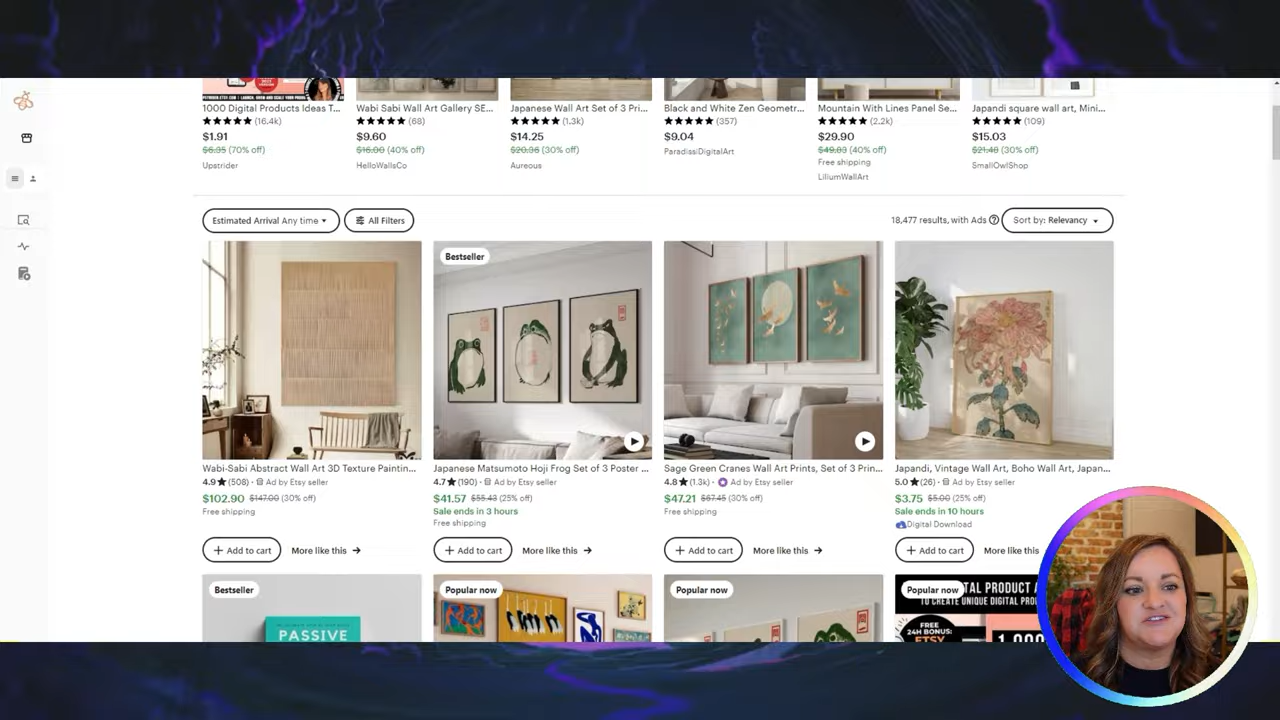 1000 Digital Products Ideas T...
Wabi Sabi Wall Art Gallery SE...
Japanese Wall Art Set of 3 Pri...
Black and White Zen Geometr...
Mountain With Lines Panel Se...
Japandi square wall art, Mini...
(16.4k)
(68)
(1.3k)
(357)
(2.2k)
(109)
$1.91
$9.60
$14.25
$9.04
$29.90
$15.03
$6.35 (70% off)
$16.00 (40% off)
$20.36 (30% off)
ParadissiDigitalArt
$49.83 (40% off)
$21.48 (30% off)
Upstrider
HelloWallsCo
Aureous
Free shipping
SmallOwlShop
LiliumWallArt
Estimated Arrival Any time
All Filters
18,477 results, with Ads
Sort by: Relevancy
Bestseller
Wabi-Sabi Abstract Wall Art 3D Texture Paintin...
4.9 (508) · Ad by Etsy seller
$102.90 $147.00 (30% off)
Free shipping
+ Add to cart
More like this →
Japanese Matsumoto Hoji Frog Set of 3 Poster ...
4.7 (190) · Ad by Etsy seller
$41.57 $55.43 (25% off)
Sale ends in 3 hours
Free shipping
+ Add to cart
More like this →
Sage Green Cranes Wall Art Prints, Set of 3 Prin...
4.8 (1.3k) · Ad by Etsy seller
$47.21 $67.45 (30% off)
Free shipping
+ Add to cart
More like this →
Japandi, Vintage Wall Art, Boho Wall Art, Japan...
5.0 (26) · Ad by Etsy seller
$3.75 $5.00 (25% off)
Sale ends in 10 hours
Digital Download
+ Add to cart
More like this
Bestseller
PASSIVE
Popular now
Popular now
Popular now
TAL PRODUCT
TO CREATE UNIQUE DIGITAL PRO
FREE
24H BONUS:
ETSY